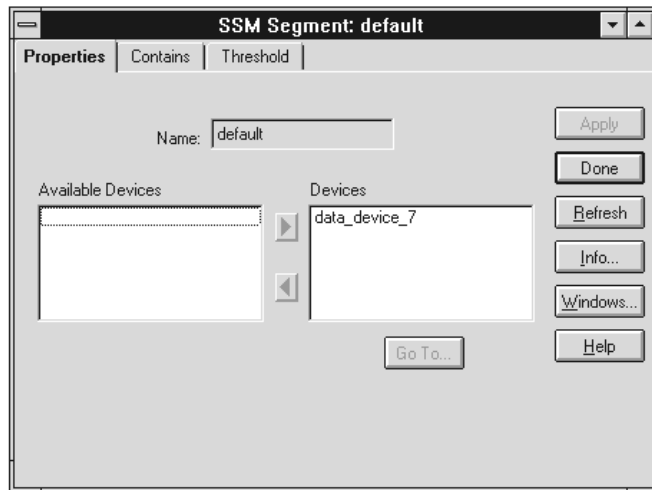 SSM Segment: default
Properties
Contains
Threshold
Name: default
Available Devices
Devices
data_device_7
Go To...
Apply
Done
Refresh
Info...
Windows...
Help